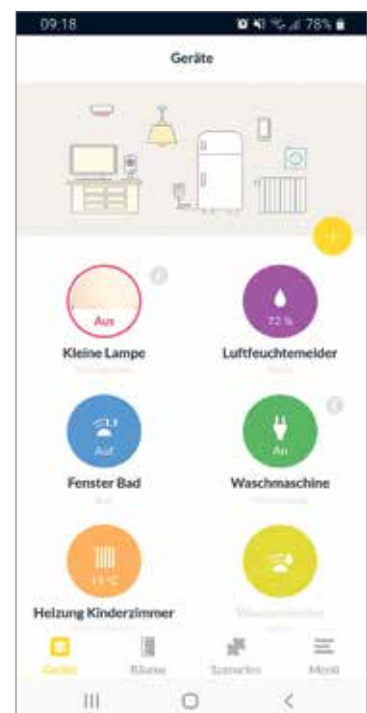 09:18 78%
Geräte
Aus
Kleine Lampe
72 %
Luftfeuchtemelder
Auf
Fenster Bad
An
Waschmaschine
19 °C
Heizung Kinderzimmer
Geräte Räume Szenarien Menü